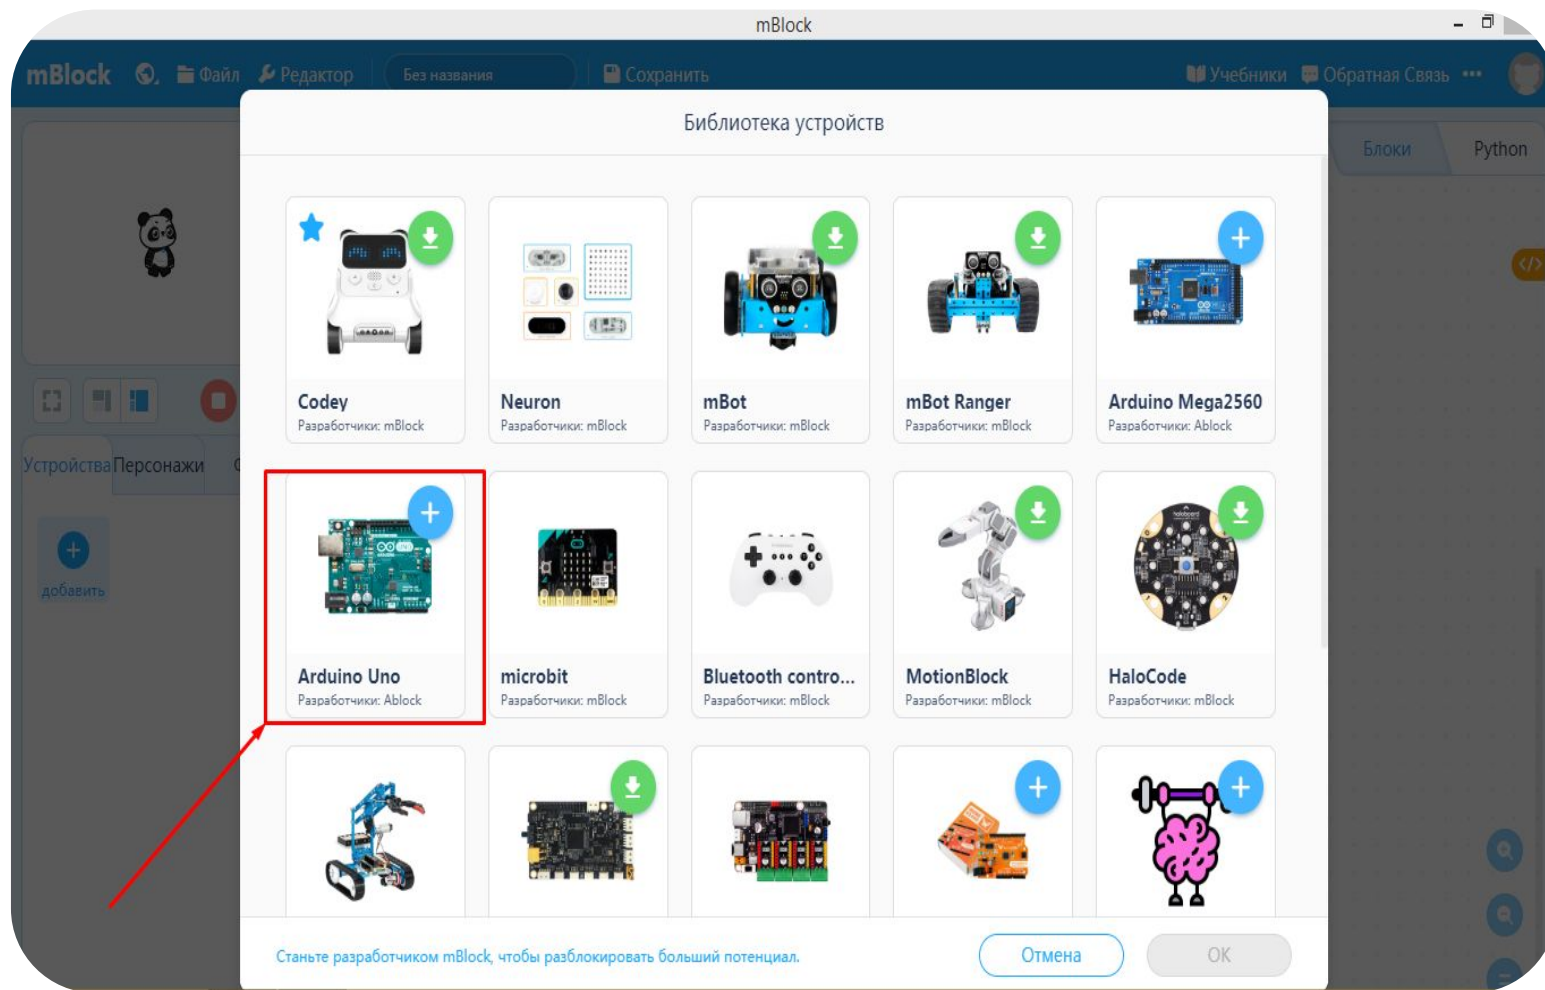 mBlock
mBlock Файл Редактор Без названия Сохранить Учебники Обратная Связь
Библиотека устройств
Блоки Python
Codey
Разработчики: mBlock
Neuron
Разработчики: mBlock
mBot
Разработчики: mBlock
mBot Ranger
Разработчики: mBlock
Arduino Mega2560
Разработчики: Ablock
Устройства Персонажи
добавить
Arduino Uno
Разработчики: Ablock
microbit
Разработчики: mBlock
Bluetooth contro...
Разработчики: mBlock
MotionBlock
Разработчики: mBlock
HaloCode
Разработчики: mBlock
Станьте разработчиком mBlock, чтобы разблокировать больший потенциал.
Отмена
OK